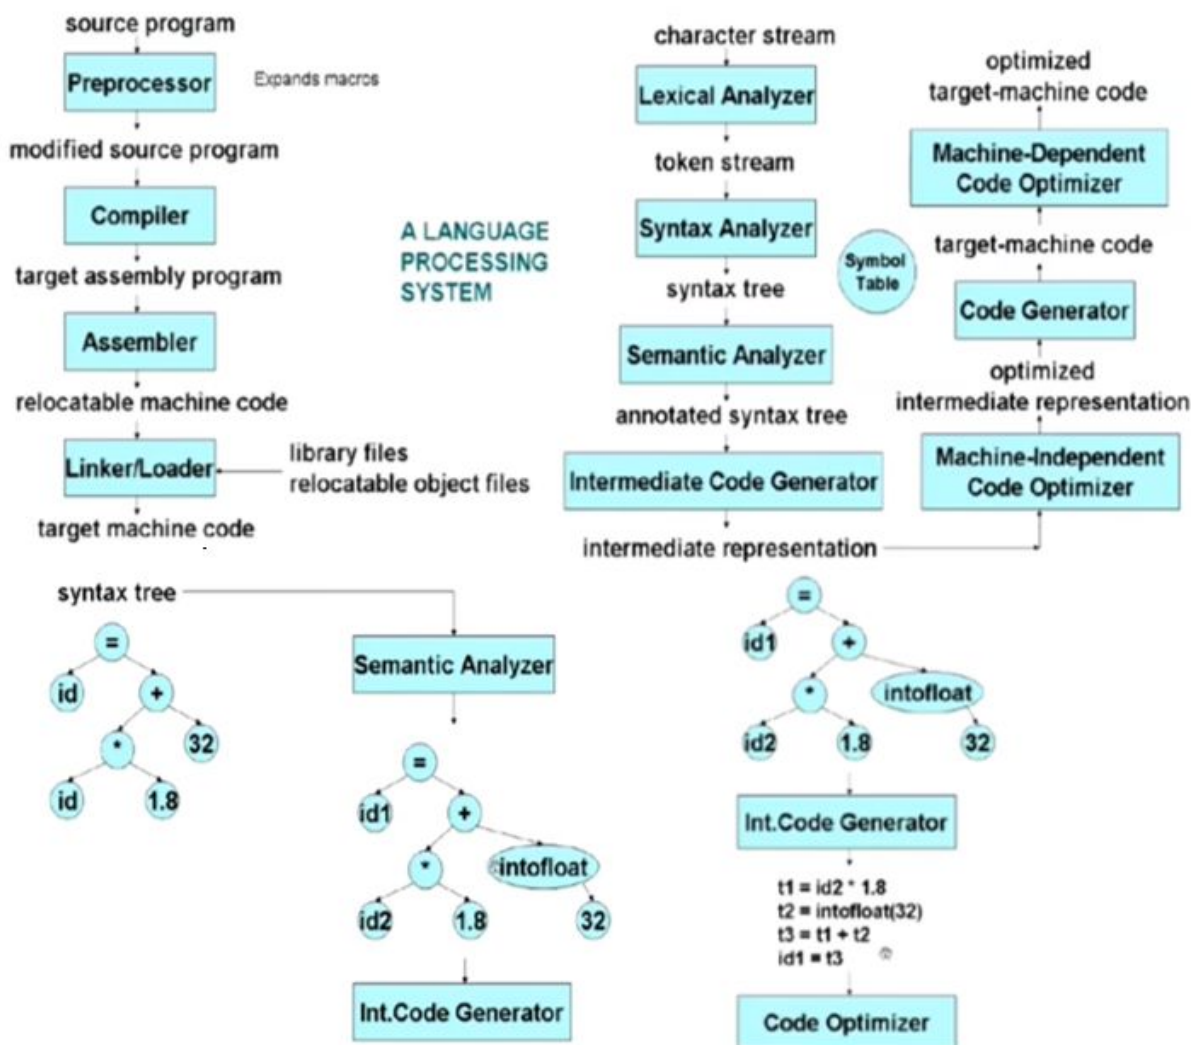 source program
Preprocessor
Expands macros
modified source program
Compiler
target assembly program
Assembler
relocatable machine code
Linker/Loader
library files
relocatable object files
target machine code
A LANGUAGE
PROCESSING
SYSTEM
character stream
Lexical Analyzer
token stream
Syntax Analyzer
syntax tree
Semantic Analyzer
annotated syntax tree
Intermediate Code Generator
intermediate representation
Symbol
Table
optimized
target-machine code
Machine-Dependent
Code Optimizer
target-machine code
Code Generator
optimized
intermediate representation
Machine-Independent
Code Optimizer
syntax tree
=
id
+
*
32
id
1.8
Semantic Analyzer
=
id1
+
*
intofloat
id2
1.8
32
Int.Code Generator
=
id1
+
*
intofloat
id2
1.8
32
Int.Code Generator
t1 = id2 * 1.8
t2 = intofloat(32)
t3 = t1 + t2
id1 = t3
Code Optimizer